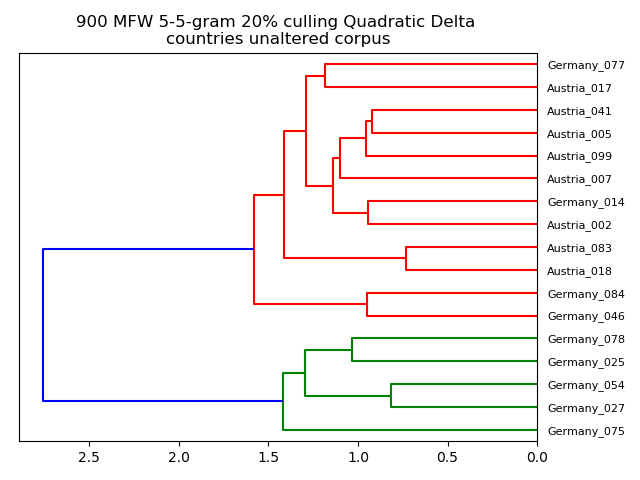 900 MFW 5-5-gram 20% culling Quadratic Delta
countries unaltered corpus
Germany_077
Austria_017
Austria_041
Austria_005
Austria_099
Austria_007
Germany_014
Austria_002
Austria_083
Austria_018
Germany_084
Germany_046
Germany_078
Germany_025
Germany_054
Germany_027
Germany_075
2.5 2.0 1.5 1.0 0.5 0.0